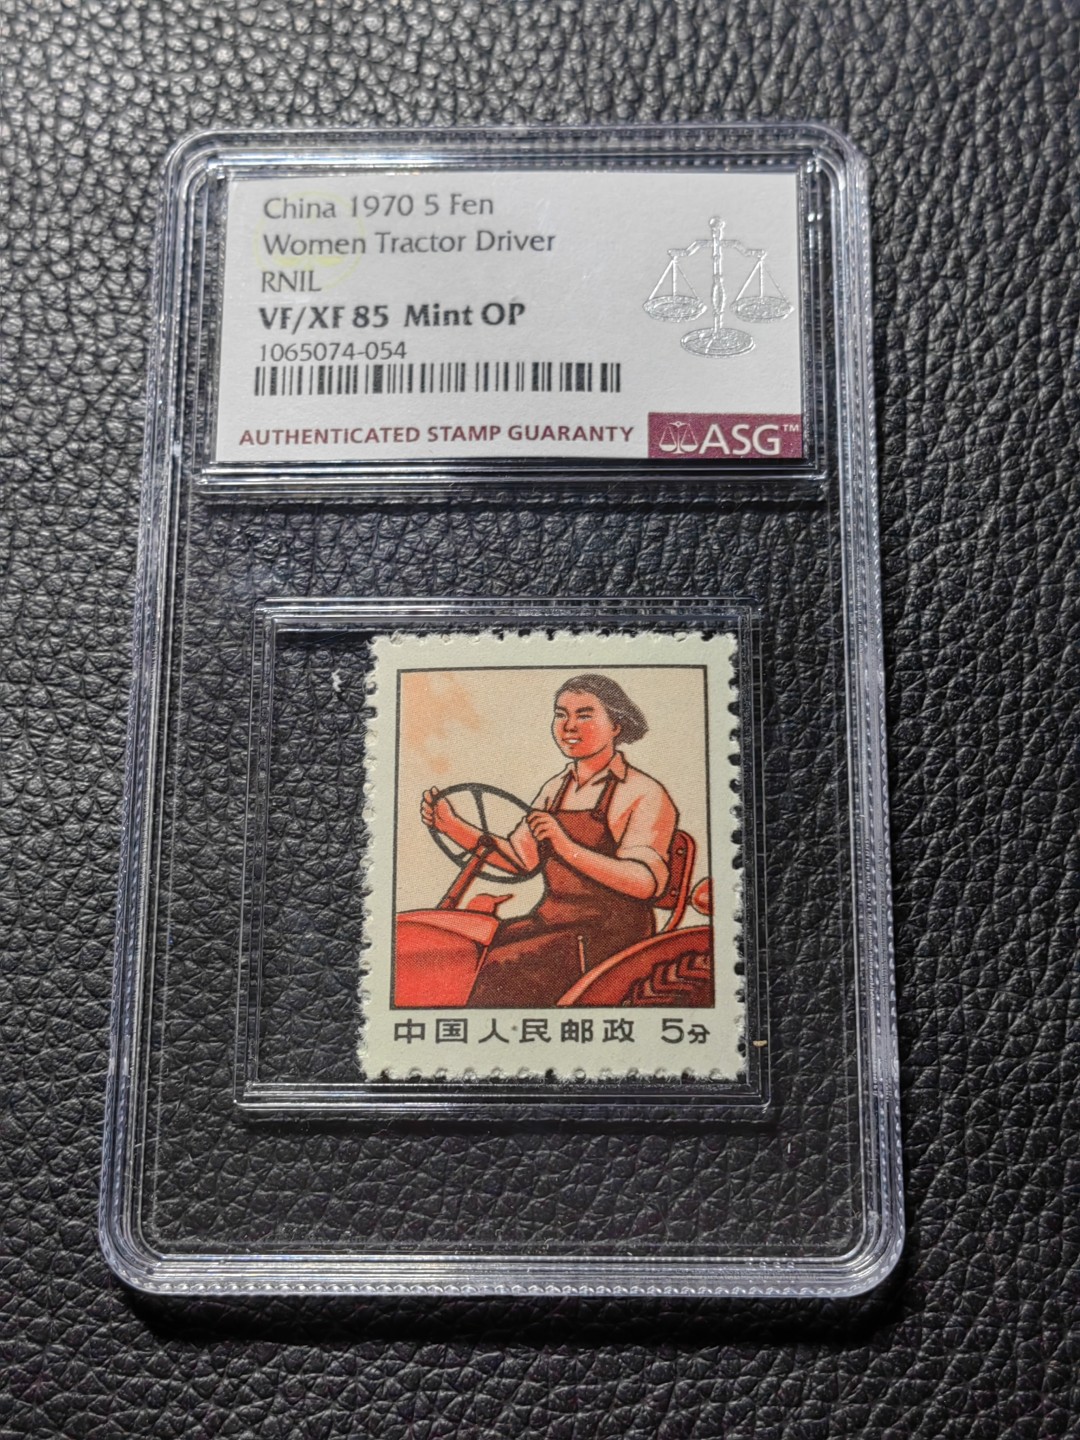 China 1970 5 Fen
Women Tractor Driver
RNIL
VF/XF 85 Mint OP
1065074-054
AUTHENTICATED STAMP GUARANTY
ASG™
中国人民邮政 5分